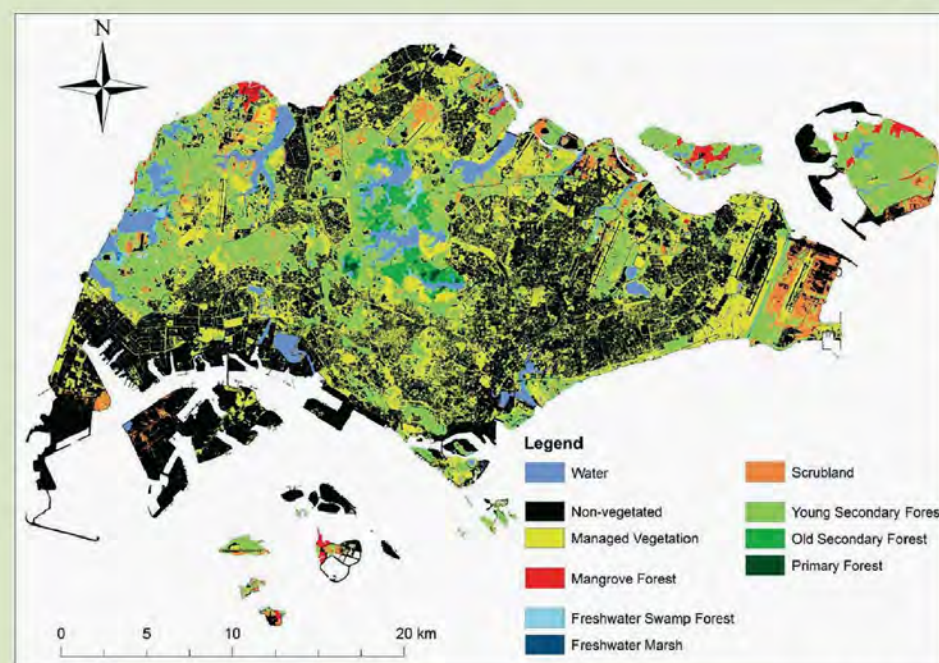 N
Legend
Water
Non-vegetated
Managed Vegetation
Mangrove Forest
Freshwater Swamp Forest
Freshwater Marsh
Scrubland
Young Secondary Fores
Old Secondary Forest
Primary Forest
0 5 10 20 km